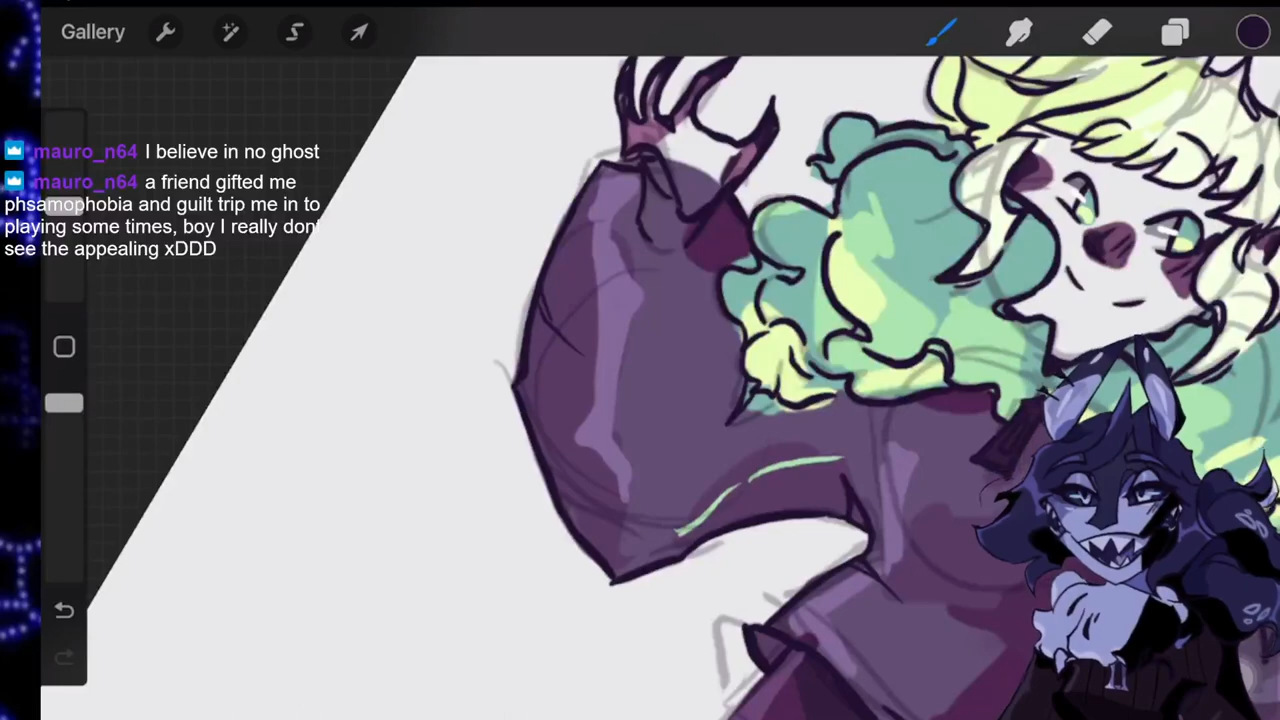 Gallery
mauro_n64 I believe in no ghost
mauro_n64 a friend gifted me
phsamophobia and guilt trip me in to
playing some times, boy I really don
see the appealing xDDD